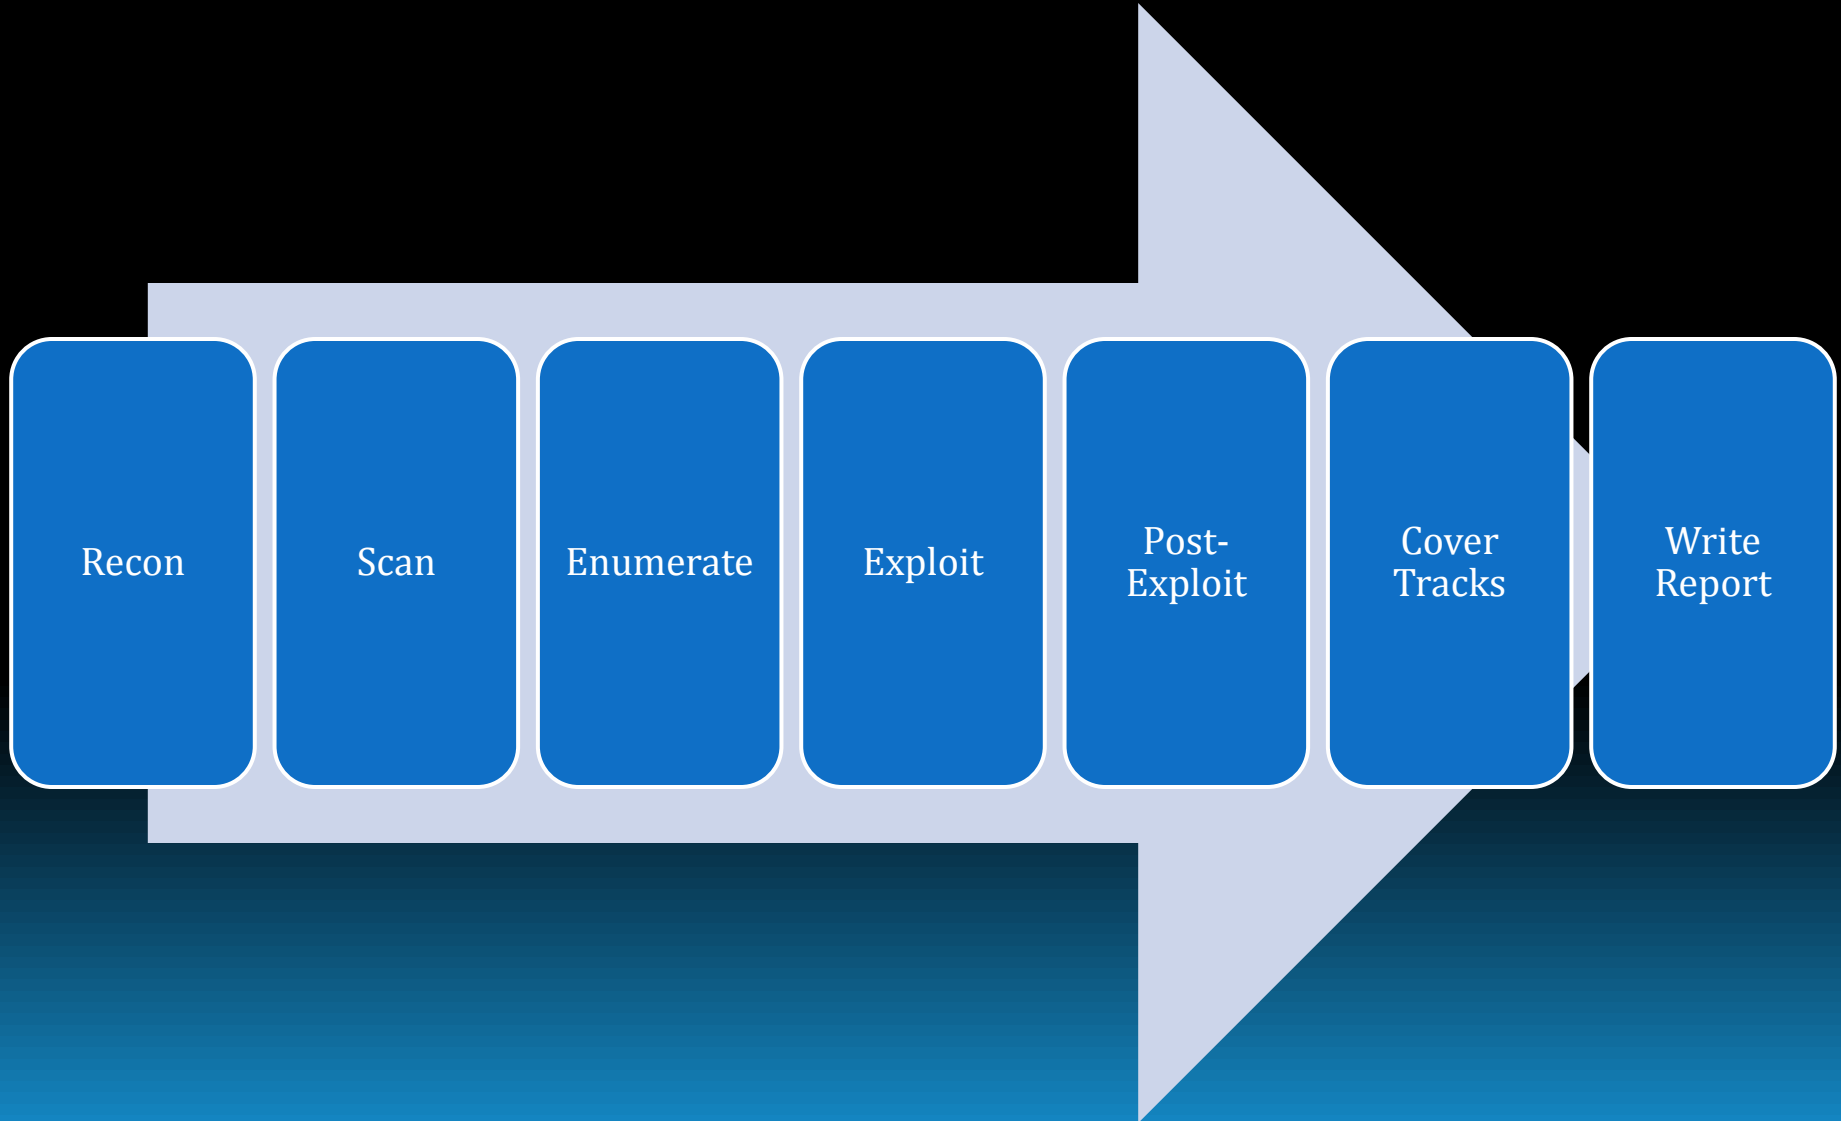 Recon
Scan
Enumerate
Exploit
Post-
Exploit
Cover
Tracks
Write
Report